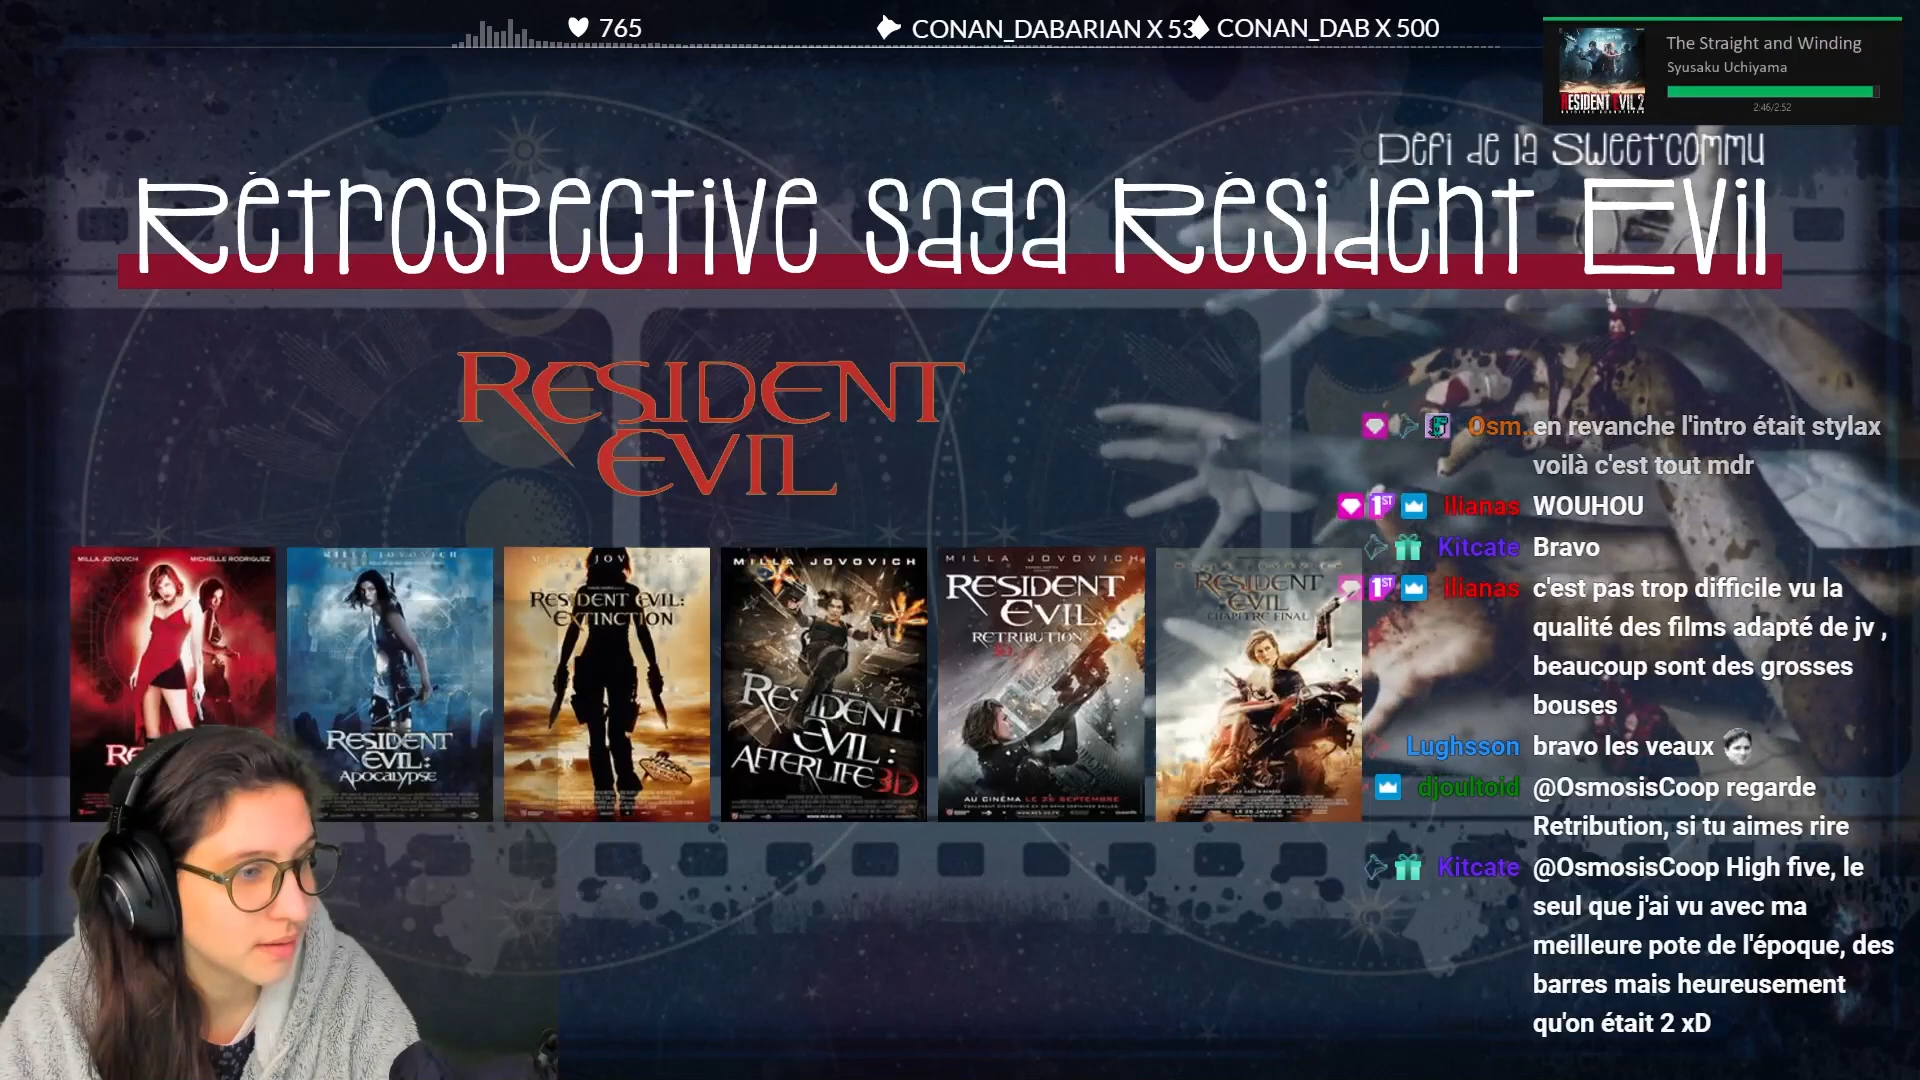 765
CONAN_DABARIAN X 53
CONAN_DAB X 500
The Straight and Winding
Syusaku Uchiyama
2:46/2:52
RESIDENT EVIL 2
Défi de la Sweet'commu
Rétrospective saga Résident Evil
RESIDENT
EVIL
MILLA JOVOVICH MICHELLE RODRIGUEZ
MILLA JOVOVICH
RESIDENT
EVIL:
APOCALYPSE
RESIDENT EVIL:
EXTINCTION
MILLA JOVOVICH
RESIDENT
EVIL:
AFTERLIFE 3D
MILLA JOVOVICH
RESIDENT
EVIL
RETRIBUTION
3D
AU CINÉMA LE 26 SEPTEMBRE
RESIDENT
EVIL
CHAPITRE FINAL
Osm.. en revanche l'intro était stylax
voilà c'est tout mdr
1ST Ilianas WOUHOU
Kitcate Bravo
1ST Ilianas c'est pas trop difficile vu la
qualité des films adapté de jv ,
beaucoup sont des grosses
bouses
Lughsson bravo les veaux
djoultoid @OsmosisCoop regarde
Retribution, si tu aimes rire
Kitcate @OsmosisCoop High five, le
seul que j'ai vu avec ma
meilleure pote de l'époque, des
barres mais heureusement
qu'on était 2 xD